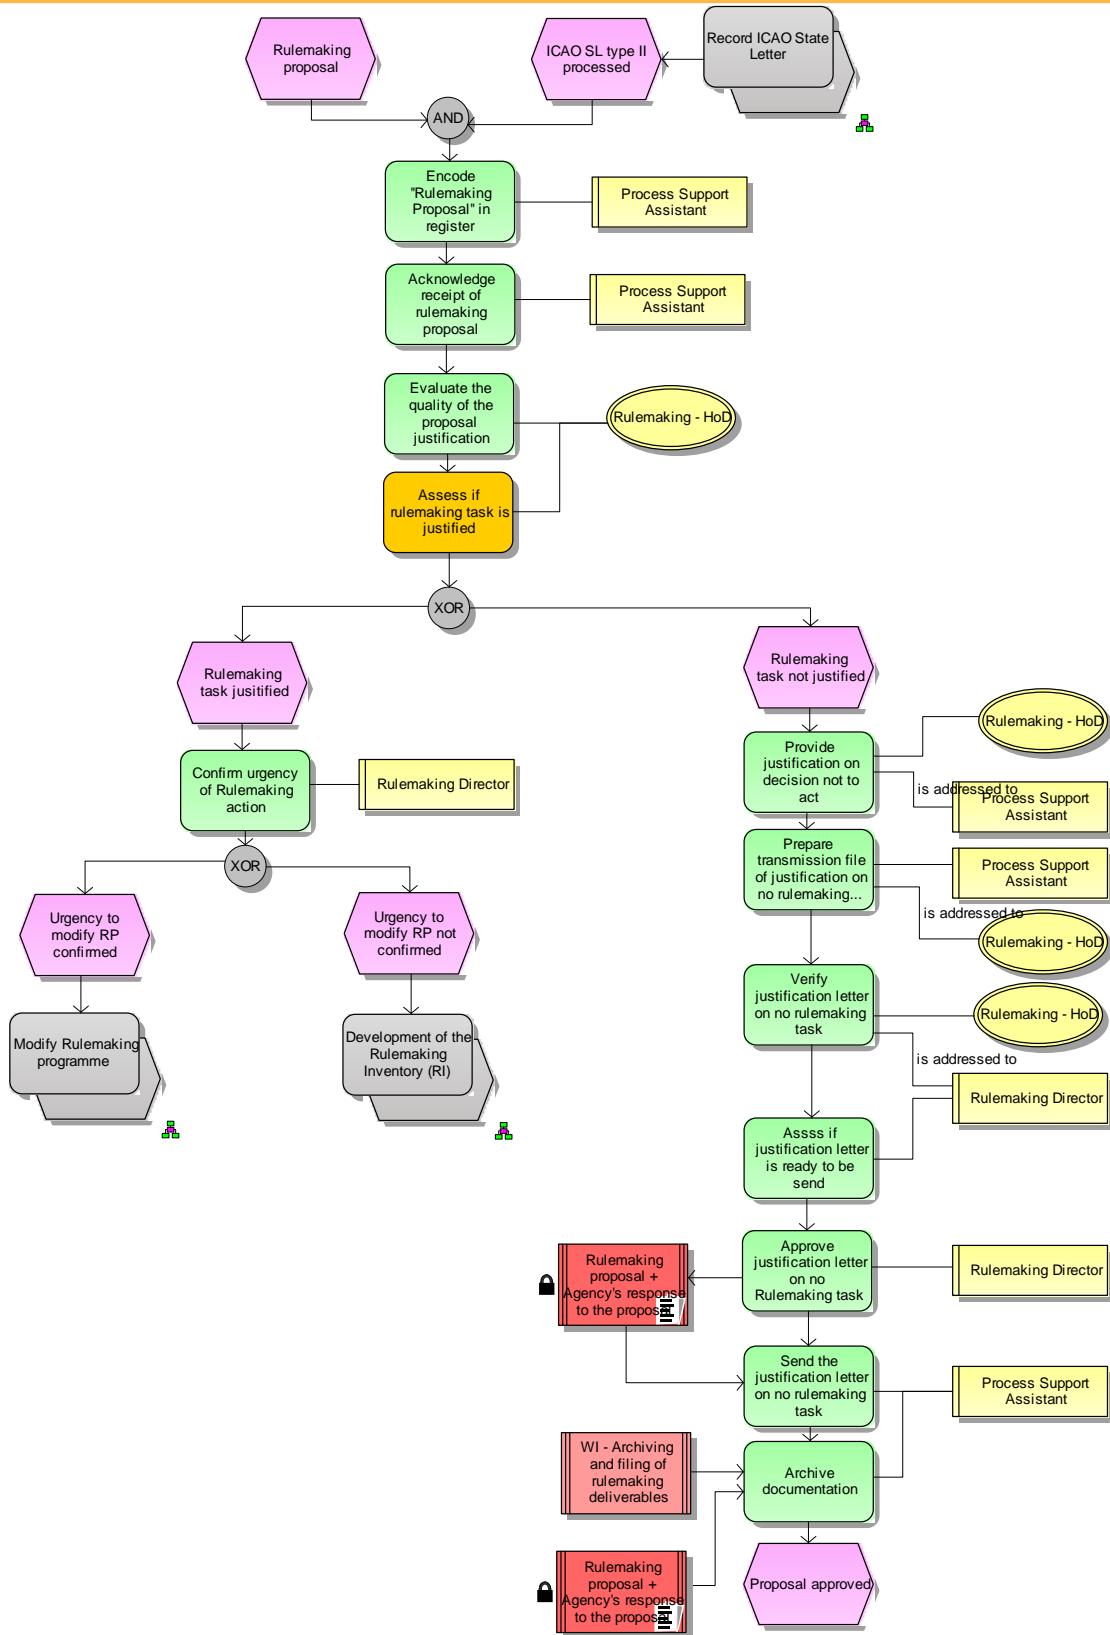 Rulemaking
proposal
ICAO SL type II
processed
Record ICAO State
Letter
AND
Encode
"Rulemaking
Proposal" in
register
Process Support
Assistant
Acknowledge
receipt of
rulemaking
proposal
Process Support
Assistant
Evaluate the
quality of the
proposal
justification
Rulemaking - HoD
Assess if
rulemaking task is
justified
XOR
Rulemaking
task jusitified
Rulemaking
task not justified
Confirm urgency
of Rulemaking
action
Rulemaking Director
XOR
Urgency to
modify RP
confirmed
Urgency to
modify RP not
confirmed
Modify Rulemaking
programme
Development of the
Rulemaking
Inventory (RI)
Provide
justification on
decision not to
act
Rulemaking - HoD
is addressed to
Process Support
Assistant
Prepare
transmission file
of justification on
no rulemaking...
Process Support
Assistant
is addressed to
Rulemaking - HoD
Verify
justification letter
on no rulemaking
task
Rulemaking - HoD
is addressed to
Rulemaking Director
Assss if
justification letter
is ready to be
send
Approve
justification letter
on no
Rulemaking task
Rulemaking Director
Rulemaking
proposal +
Agency's response
to the proposal
Send the
justification letter
on no rulemaking
task
Process Support
Assistant
WI - Archiving
and filing of
rulemaking
deliverables
Archive
documentation
Rulemaking
proposal +
Agency's response
to the proposal
Proposal approved